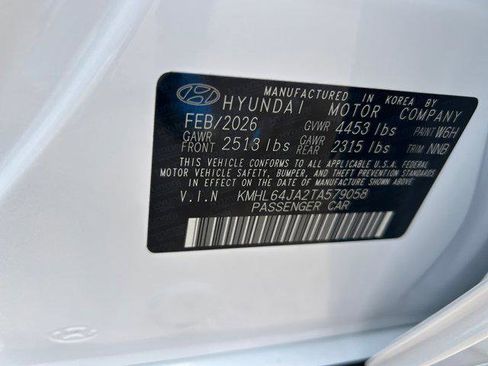 MANUFACTURED IN KOREA BY
HYUNDAI MOTOR COMPANY
FEB/2026 GVWR 4453 lbs PAINT W6H
GAWR FRONT 2513 lbs GAWR REAR 2315 lbs TRIM NNB
THIS VEHICLE CONFORMS TO ALL APPLICABLE U.S.A. FEDERAL
MOTOR VEHICLE SAFETY, BUMPER, AND THEFT PREVENTION STANDARDS
IN EFFECT ON THE DATE OF MANUFACTURE SHOWN ABOVE.
V.I.N KMHL64JA2TA579058
PASSENGER CAR